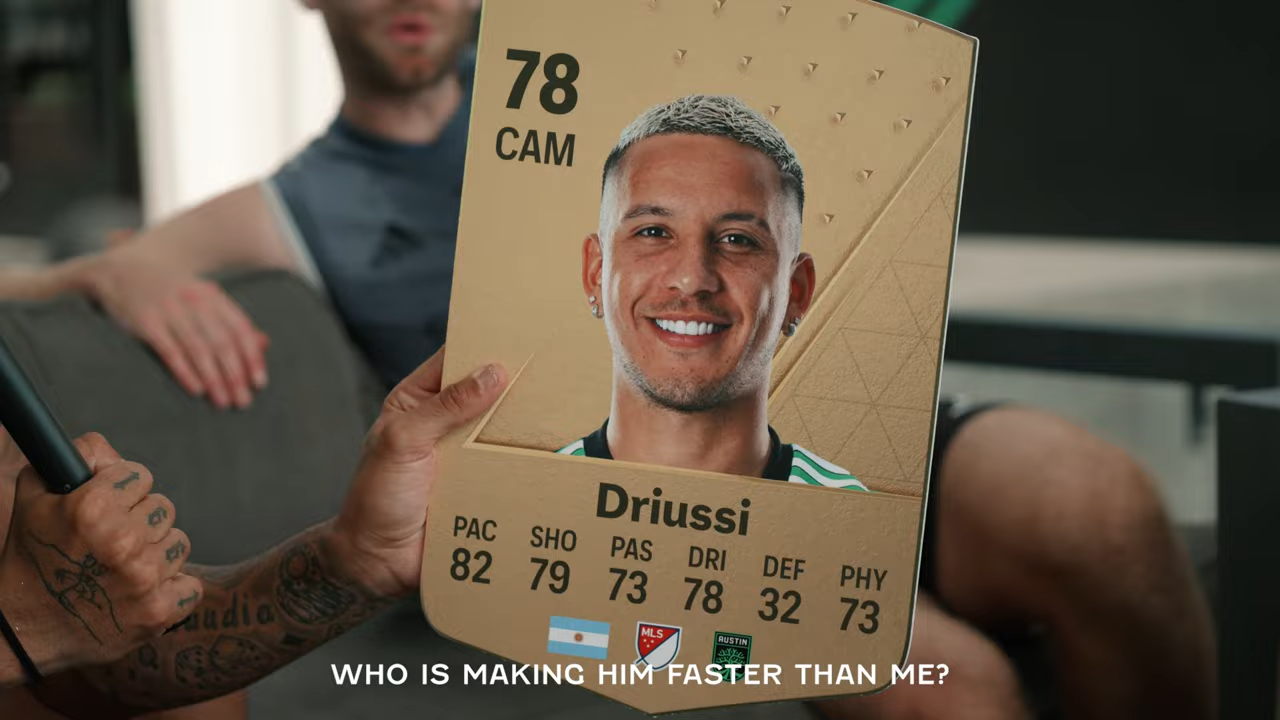 78
CAM
Driussi
PAC SHO PAS DRI DEF PHY
82 79 73 78 32 73
MLS
AUSTIN
WHO IS MAKING HIM FASTER THAN ME?